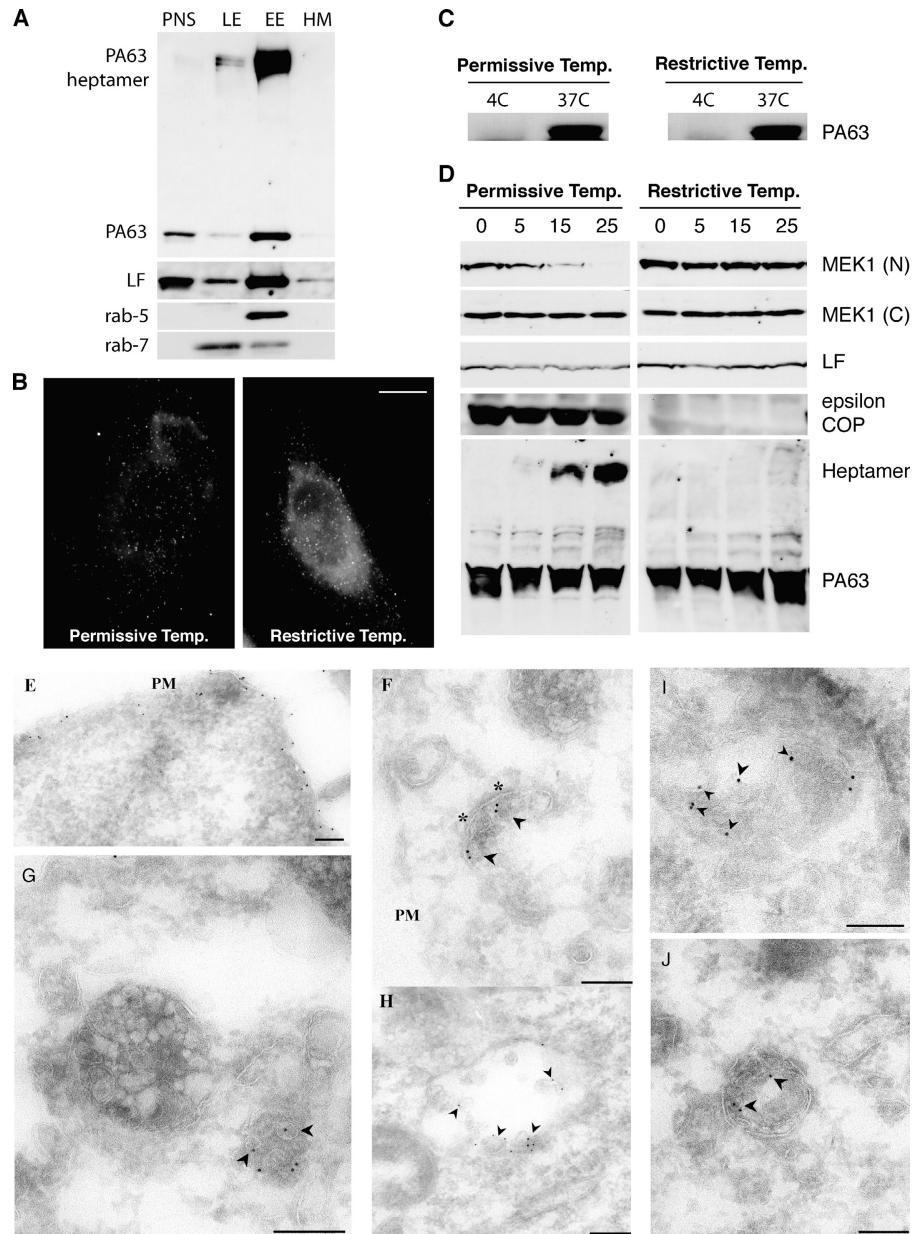 A
PNS LE EE HM
PA63
heptamer
PA63
LF
rab-5
rab-7
B
Permissive Temp.
Restrictive Temp.
C
Permissive Temp. Restrictive Temp.
4C 37C 4C 37C
PA63
D
Permissive Temp. Restrictive Temp.
0 5 15 25 0 5 15 25
MEK1 (N)
MEK1 (C)
LF
epsilon
COP
Heptamer
PA63
E
PM
F
* *
PM
G
H
I
J